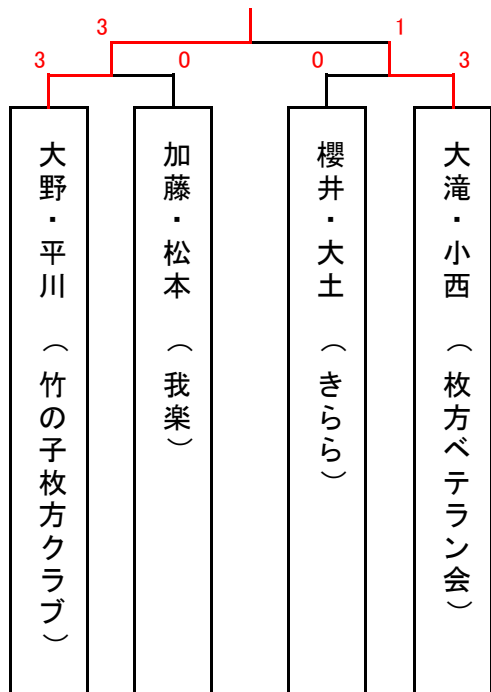 3 1
3 0 0 3
大野・平川 （竹の子枚方クラブ）
加藤・松本 （我楽）
櫻井・大土 （きらら）
大滝・小西 （枚方ベテラン会）